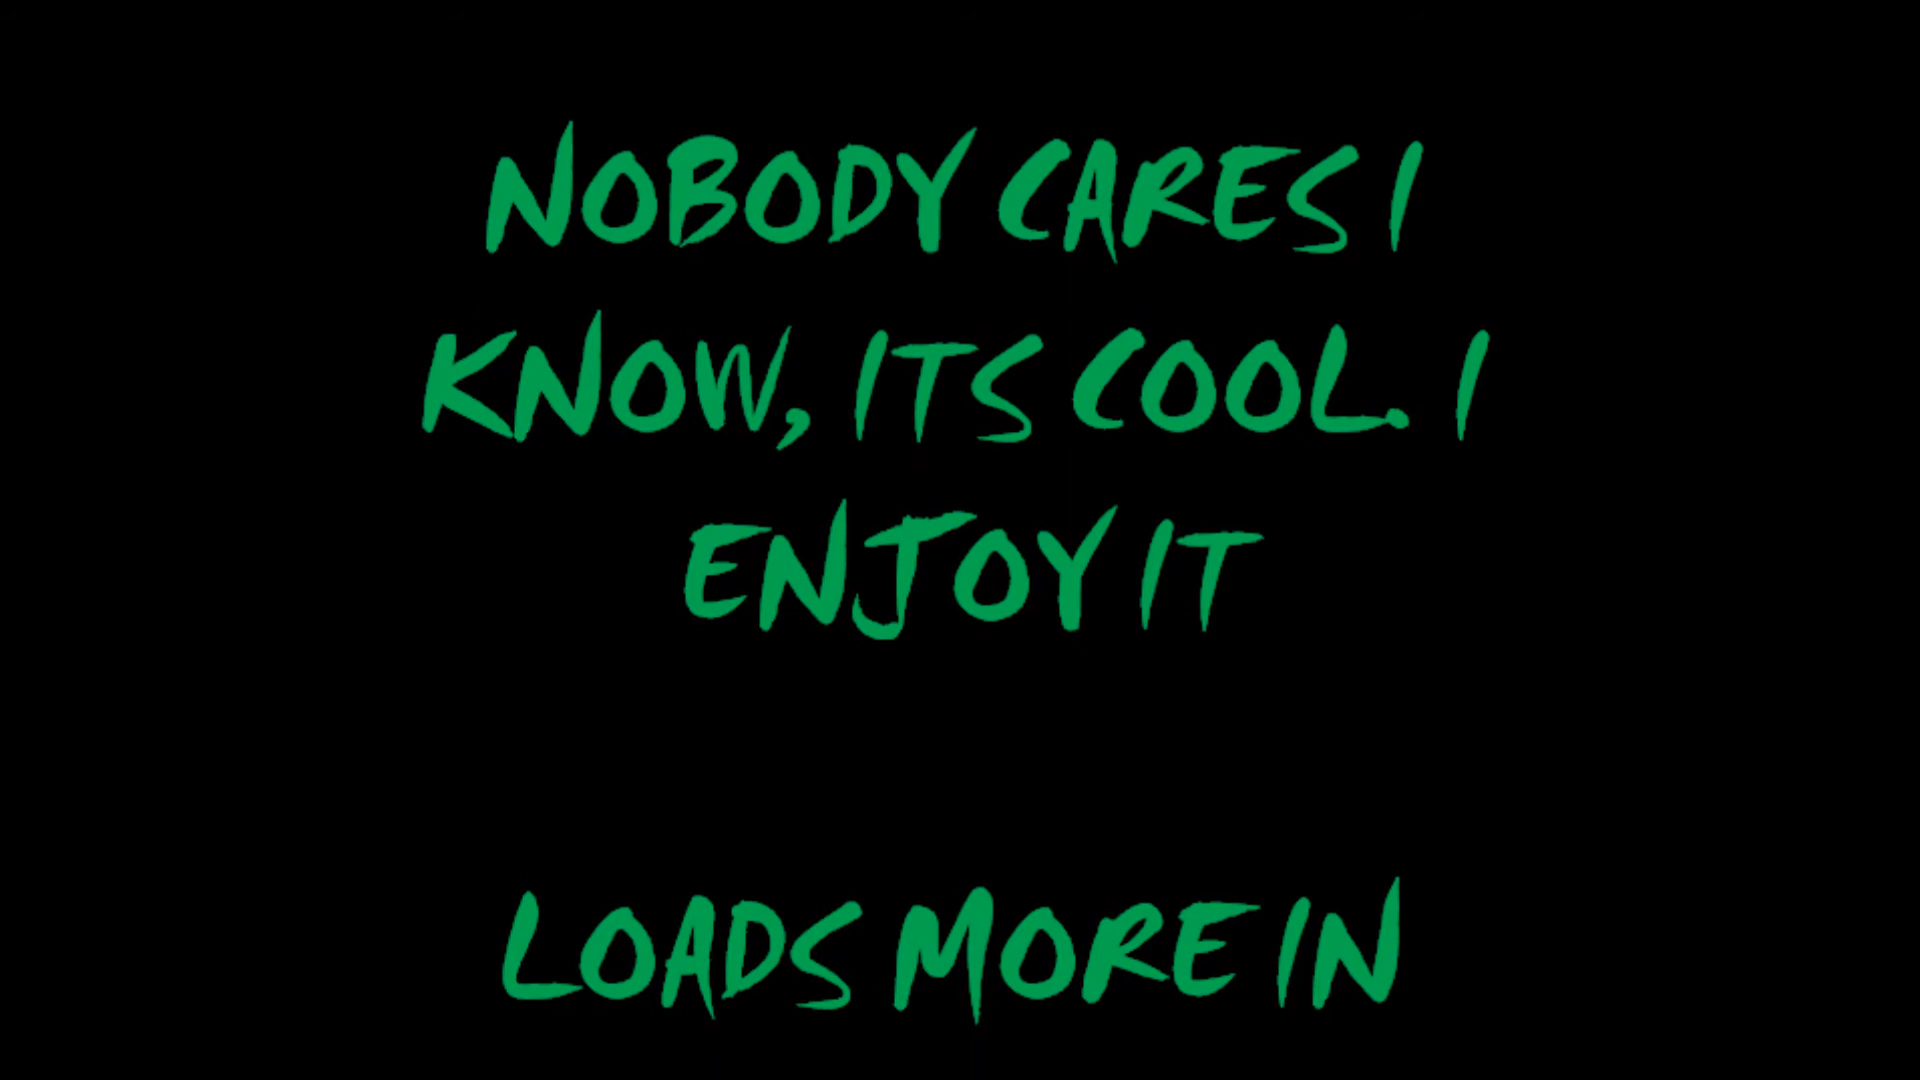 NOBODY CARES I
KNOW, ITS COOL. I
ENJOY IT
LOADS MORE IN